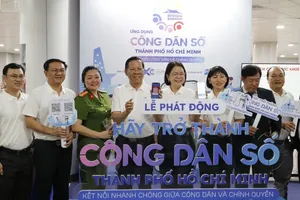 ỨNG DỤNG
CÔNG DÂN SỐ
THÀNH PHỐ HỒ CHÍ MINH
LỄ PHÁT ĐỘNG
HÃY TRỞ THÀNH
CÔNG DÂN SỐ
THÀNH PHỐ HỒ CHÍ MINH
KẾT NỐI NHANH CHÓNG GIỮA CÔNG DÂN VÀ CHÍNH QUYỀN